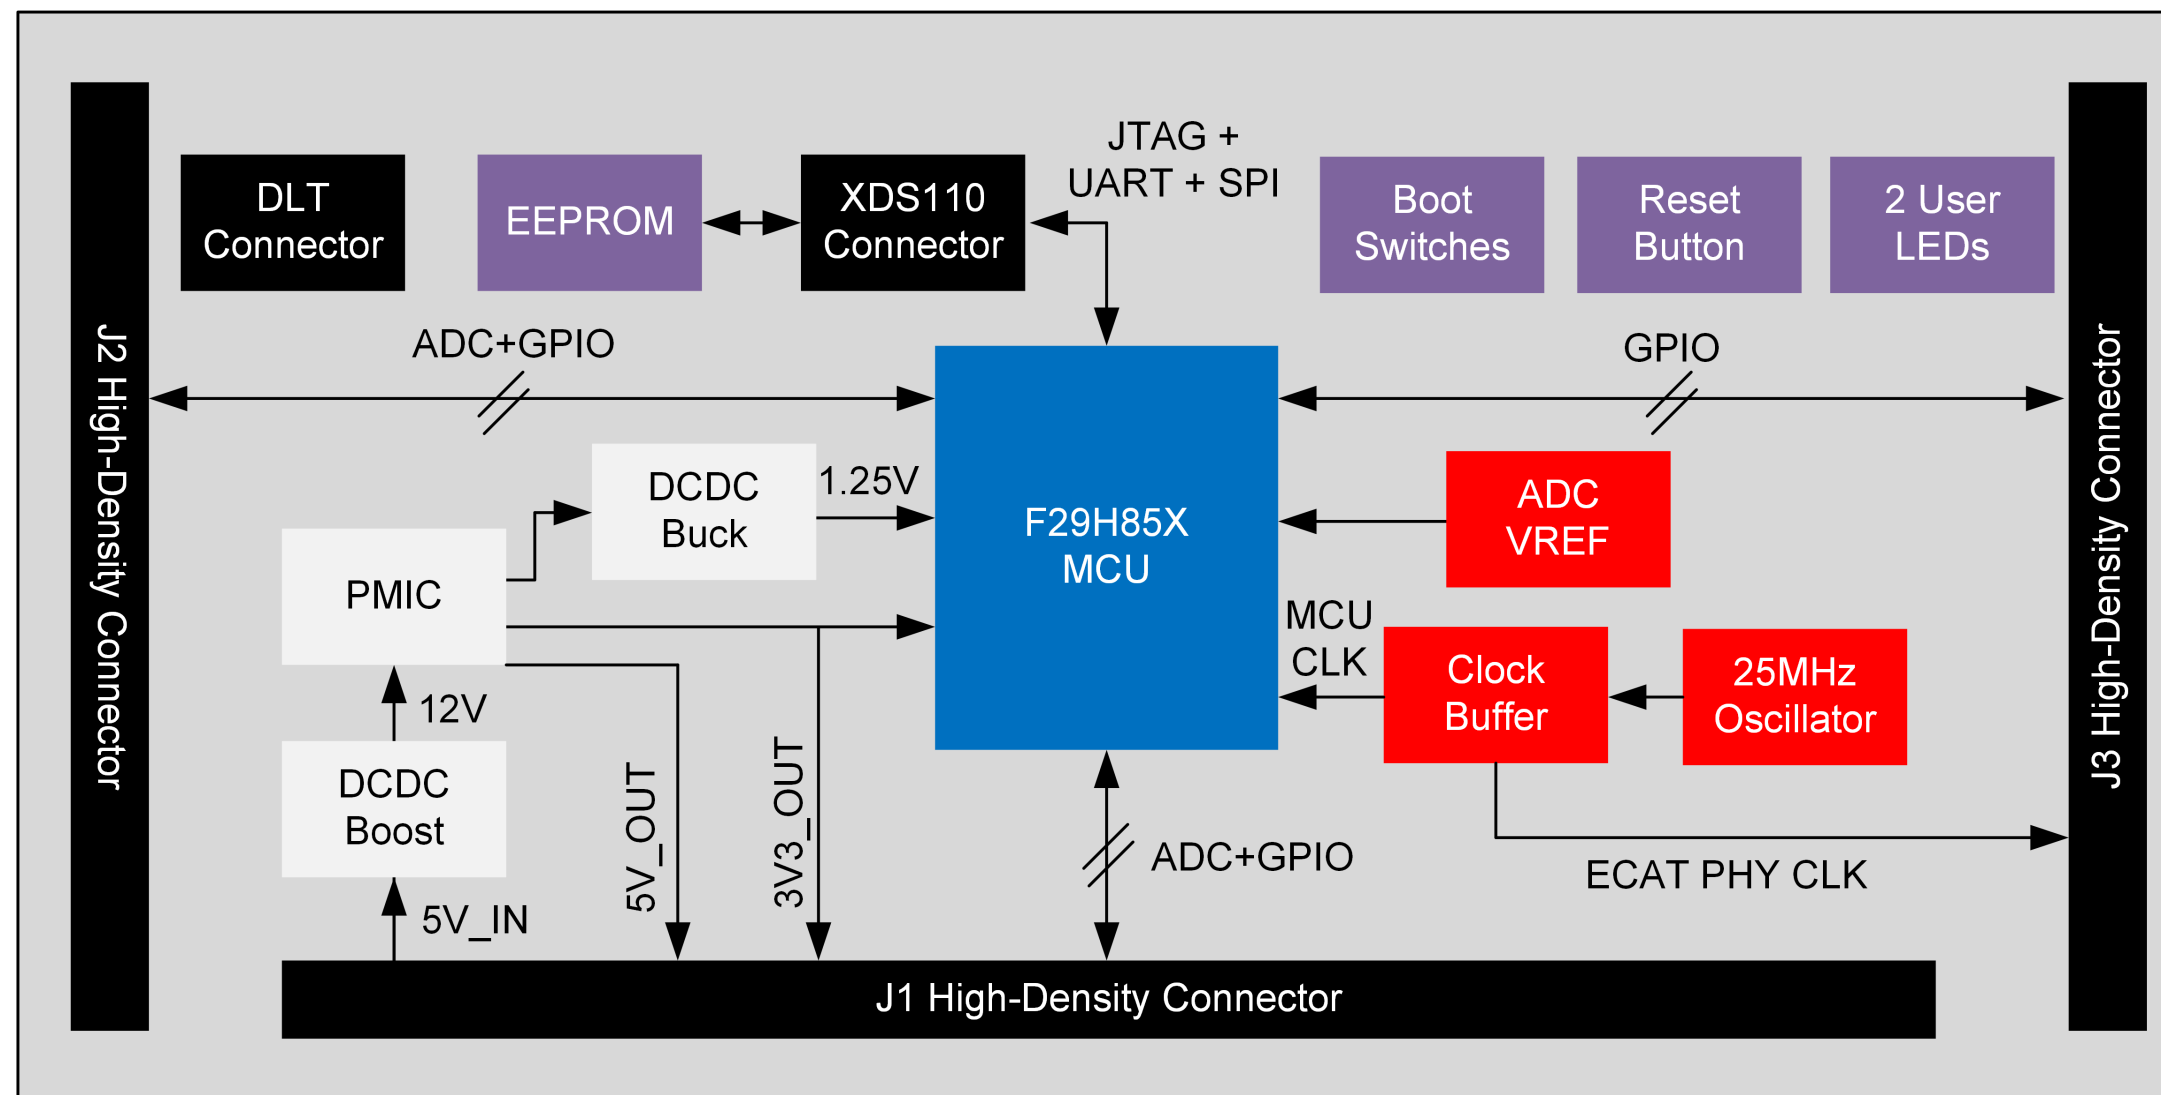 JTAG +
UART + SPI
DLT
Connector
EEPROM
XDS110
Connector
Boot
Switches
Reset
Button
2 User
LEDs
J2 High-Density Connector
ADC+GPIO
GPIO
J3 High-Density Connector
DCDC
Buck
1.25V
F29H85X
MCU
ADC
VREF
PMIC
MCU
CLK
Clock
Buffer
25MHz
Oscillator
12V
DCDC
Boost
5V_OUT
3V3_OUT
ADC+GPIO
ECAT PHY CLK
5V_IN
J1 High-Density Connector